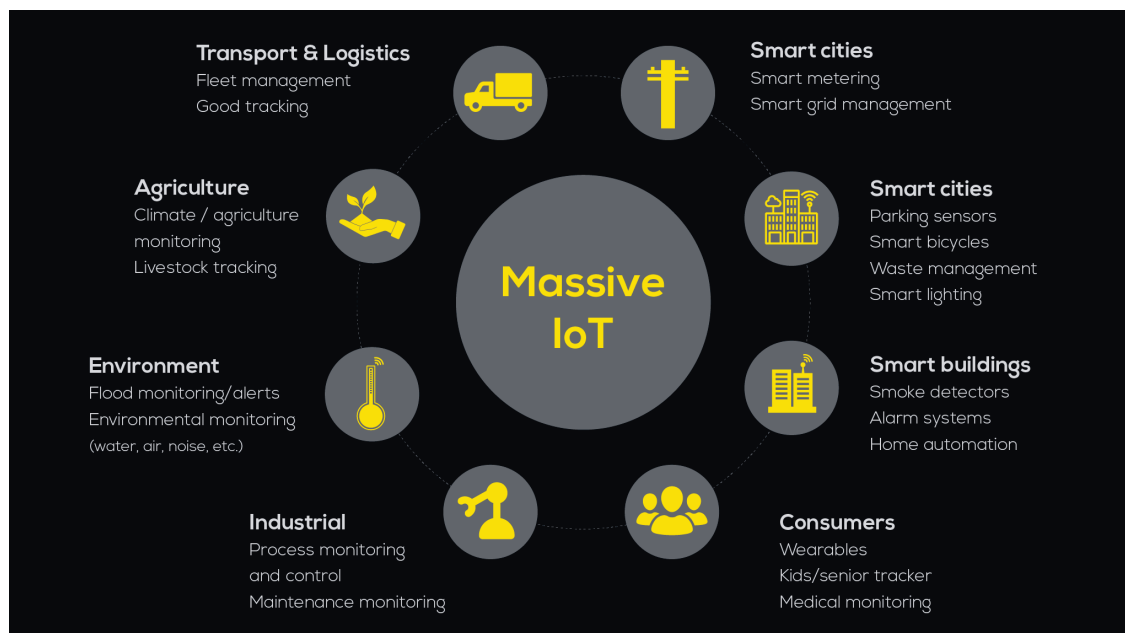 Transport & Logistics
Fleet management
Good tracking
Smart cities
Smart metering
Smart grid management
Agriculture
Climate / agriculture
monitoring
Livestock tracking
Smart cities
Parking sensors
Smart bicycles
Waste management
Smart lighting
Massive
IoT
Environment
Flood monitoring/alerts
Environmental monitoring
(water, air, noise, etc.)
Smart buildings
Smoke detectors
Alarm systems
Home automation
Industrial
Process monitoring
and control
Maintenance monitoring
Consumers
Wearables
Kids/senior tracker
Medical monitoring